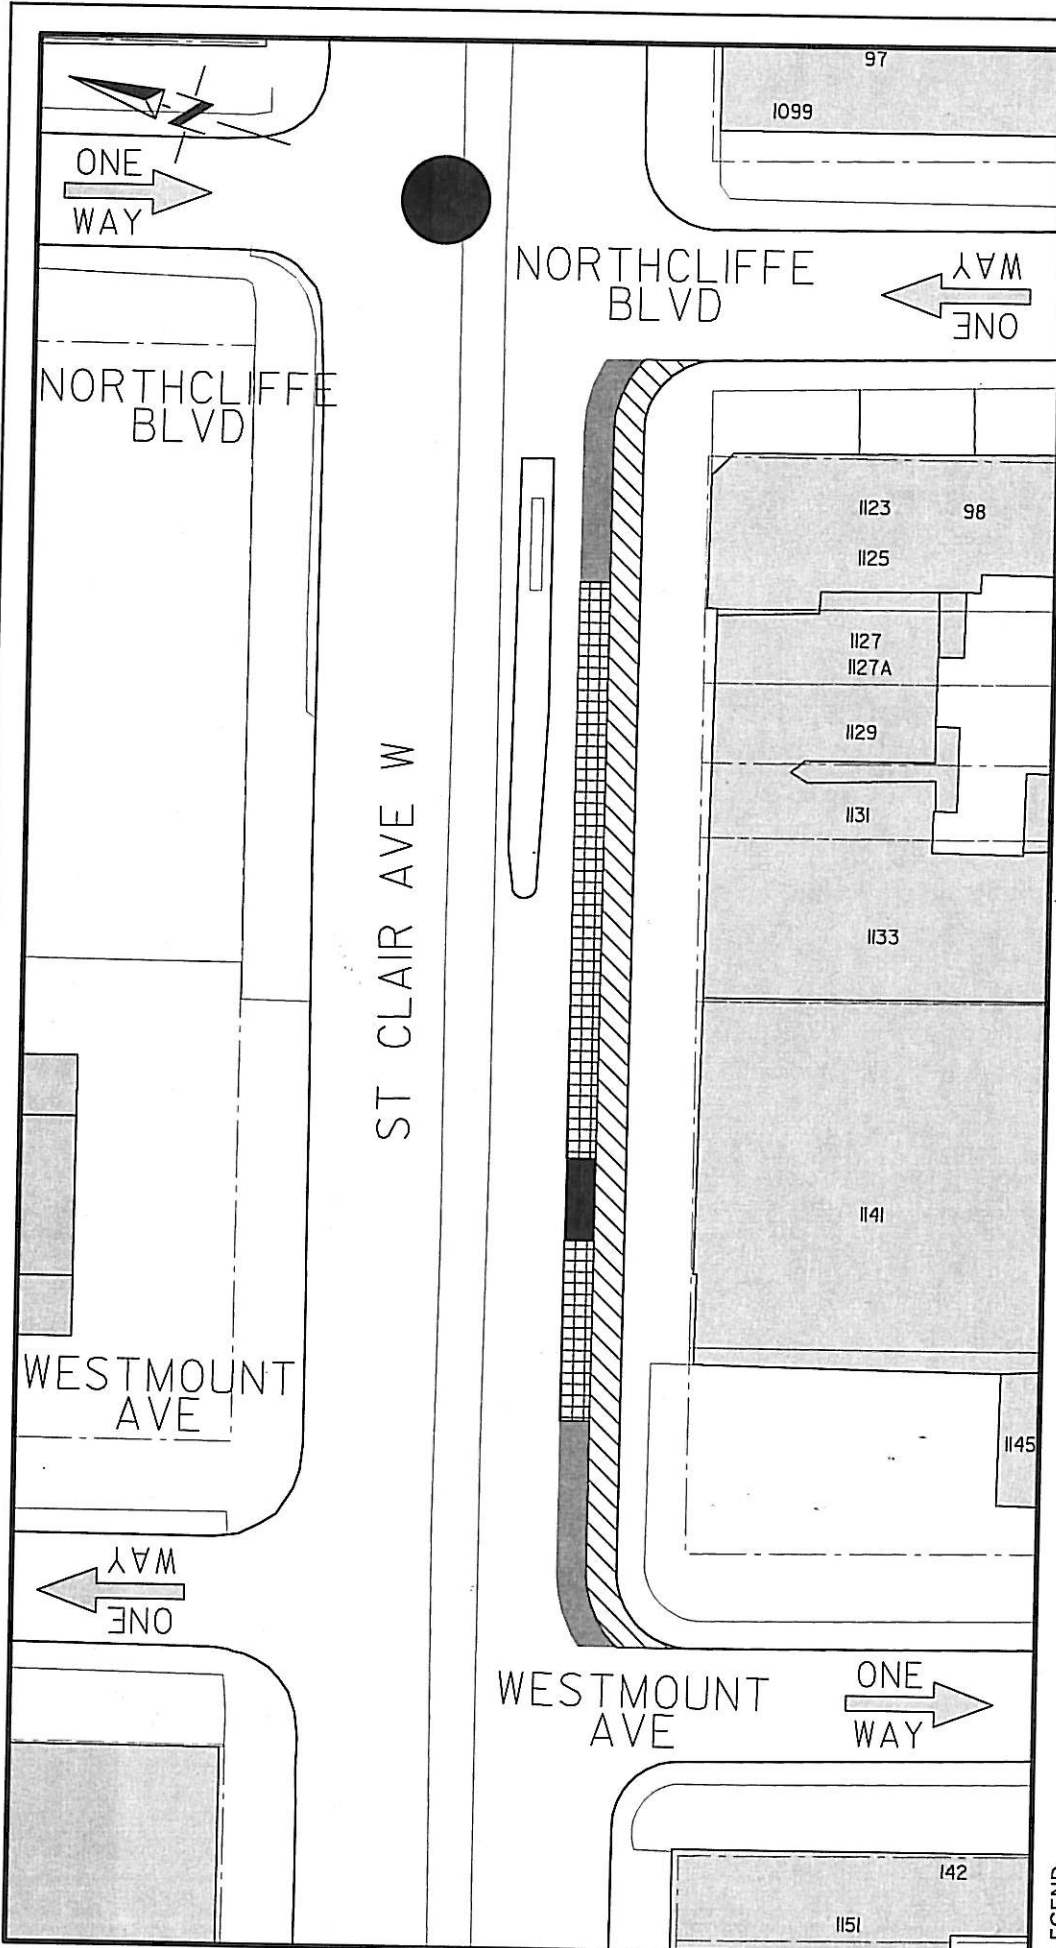 97
1099
ONE
WAY
NORTHCLIFFE
BLVD
ONE
WAY
NORTHCLIFFE
BLVD
1123
98
1125
1127
1127A
1129
1131
ST CLAIR AVE W
1133
1141
WESTMOUNT
AVE
1145
ONE
WAY
WESTMOUNT
AVE
ONE
WAY
142
1151